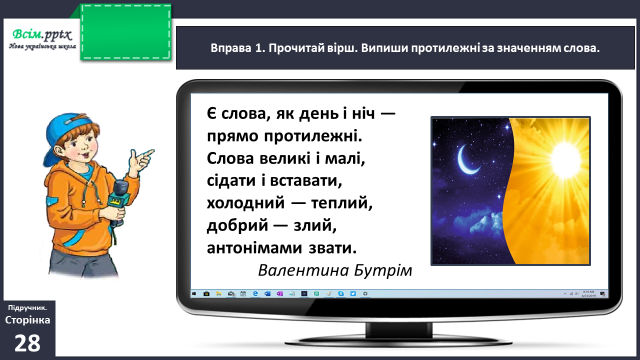 Всім.pptx
Нова українська школа
Вправа 1. Прочитай вірш. Випиши протилежні за значенням слова.
Є слова, як день і ніч —
прямо протилежні.
Слова великі і малі,
сідати і вставати,
холодний — теплий,
добрий — злий,
антонімами звати.
Валентина Бутрім
Підручник.
Сторінка
28